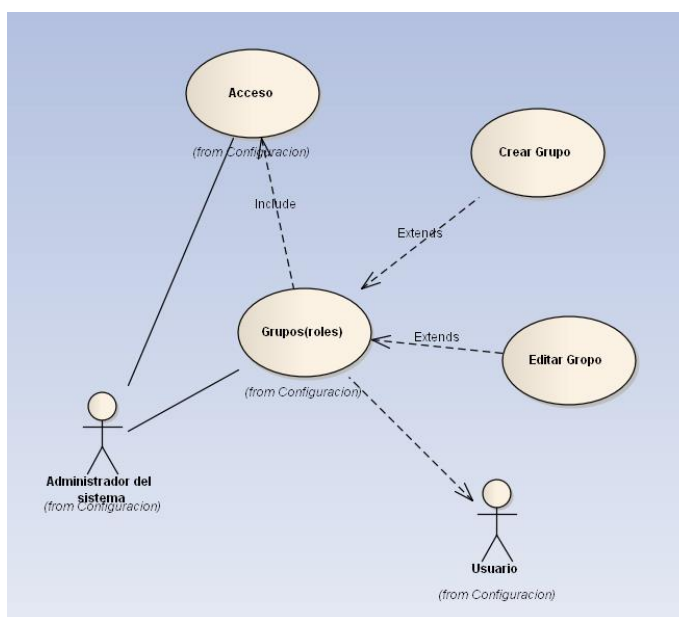 Acceso
(from Configuracion)
Crear Grupo
Include
Extends
Grupos(roles)
(from Configuracion)
Extends
Editar Gropo
Administrador del
sistema
(from Configuracion)
Usuario
(from Configuracion)